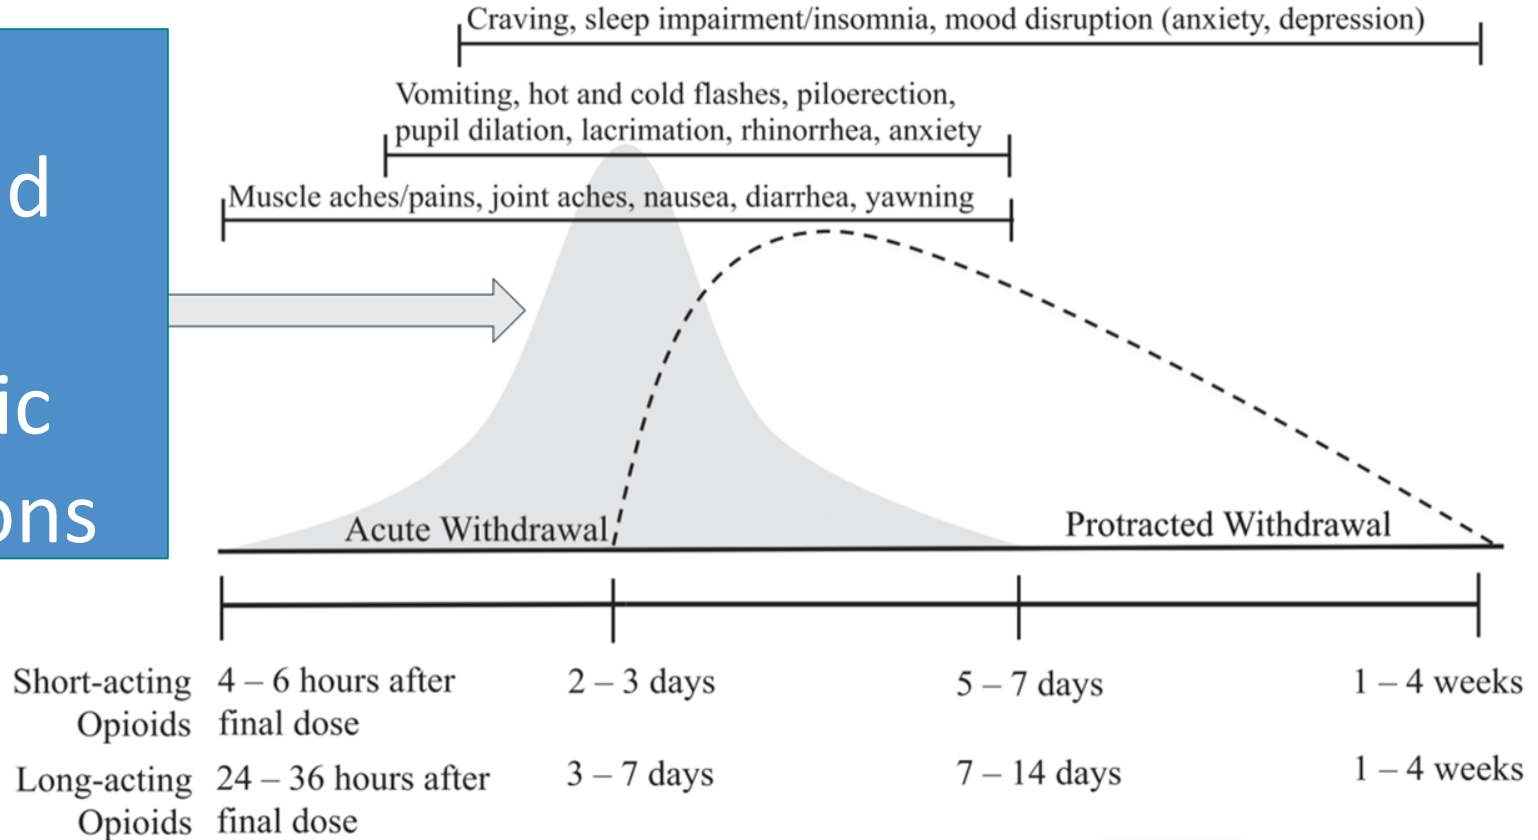 Craving, sleep impairment/insomnia, mood disruption (anxiety, depression)
Vomiting, hot and cold flashes, piloerection,
pupil dilation, lacrimation, rhinorrhea, anxiety
Muscle aches/pains, joint aches, nausea, diarrhea, yawning
d
ic
ons
Acute Withdrawal
Protracted Withdrawal
Short-acting Opioids
4 – 6 hours after final dose
2 – 3 days
5 – 7 days
1 – 4 weeks
Long-acting Opioids
24 – 36 hours after final dose
3 – 7 days
7 – 14 days
1 – 4 weeks